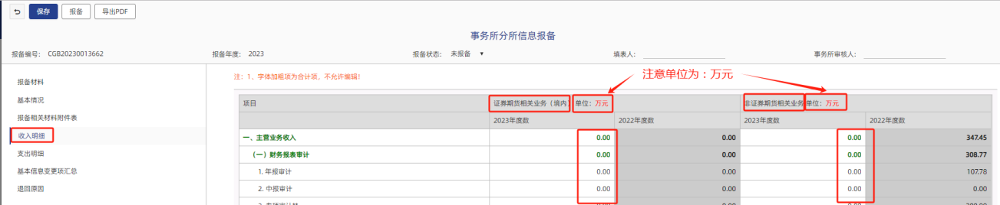 保存 报备 导出PDF
事务所分所信息报备
报备编号： CGB20230013662 报备年度： 2023 报备状态： 未报备 填表人： 事务所审核人：
报备材料
基本情况
报备相关材料附件表
收入明细
支出明细
基本信息变更项汇总
退回原因
注：1、字体加粗项为合计项，不允许编辑!
注意单位为：万元
项目 证券期货相关业务（境内） 单位：万元 非证券期货相关业务 单位：万元
2023年度数 2022年度数 2023年度数 2022年度数
一、主营业务收入 0.00 0.00 0.00 347.45
（一）财务报表审计 0.00 0.00 0.00 308.77
1. 年报审计 0.00 0.00 0.00 107.78
2. 中报审计 0.00 0.00 0.00 0.00